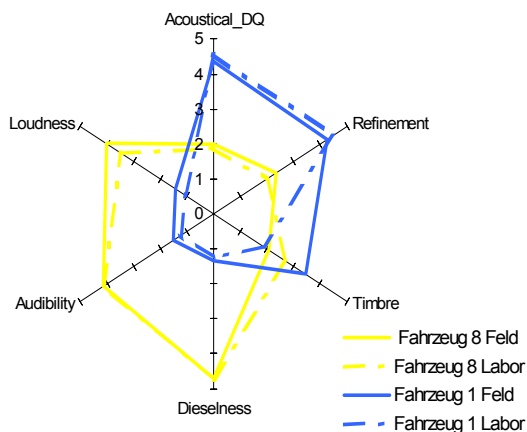 Acoustical_DQ
5
4
3
2
1
0
Loudness
Refinement
Audibility
Timbre
Dieselness
Fahrzeug 8 Feld
Fahrzeug 8 Labor
Fahrzeug 1 Feld
Fahrzeug 1 Labor